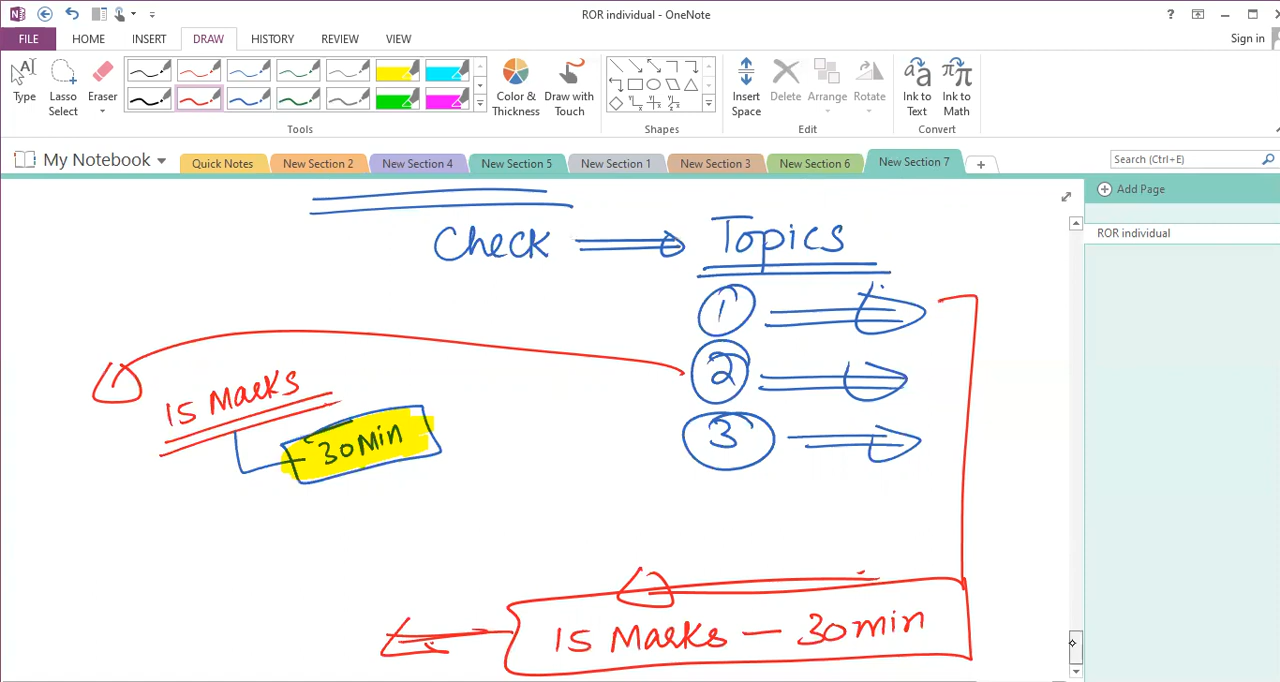 ROR individual - OneNote
?
Sign in
FILE HOME INSERT DRAW HISTORY REVIEW VIEW
Type
Lasso Select
Eraser
Color & Thickness
Draw with Touch
Insert Space
Delete
Arrange
Rotate
Ink to Text
Ink to Math
Tools
Shapes
Edit
Convert
My Notebook
Quick Notes
New Section 2
New Section 4
New Section 5
New Section 1
New Section 3
New Section 6
New Section 7
+
Search (Ctrl+E)
Add Page
ROR individual
Check Topics
1
2
3
15 Marks
30 Min
15 Marks — 30 min